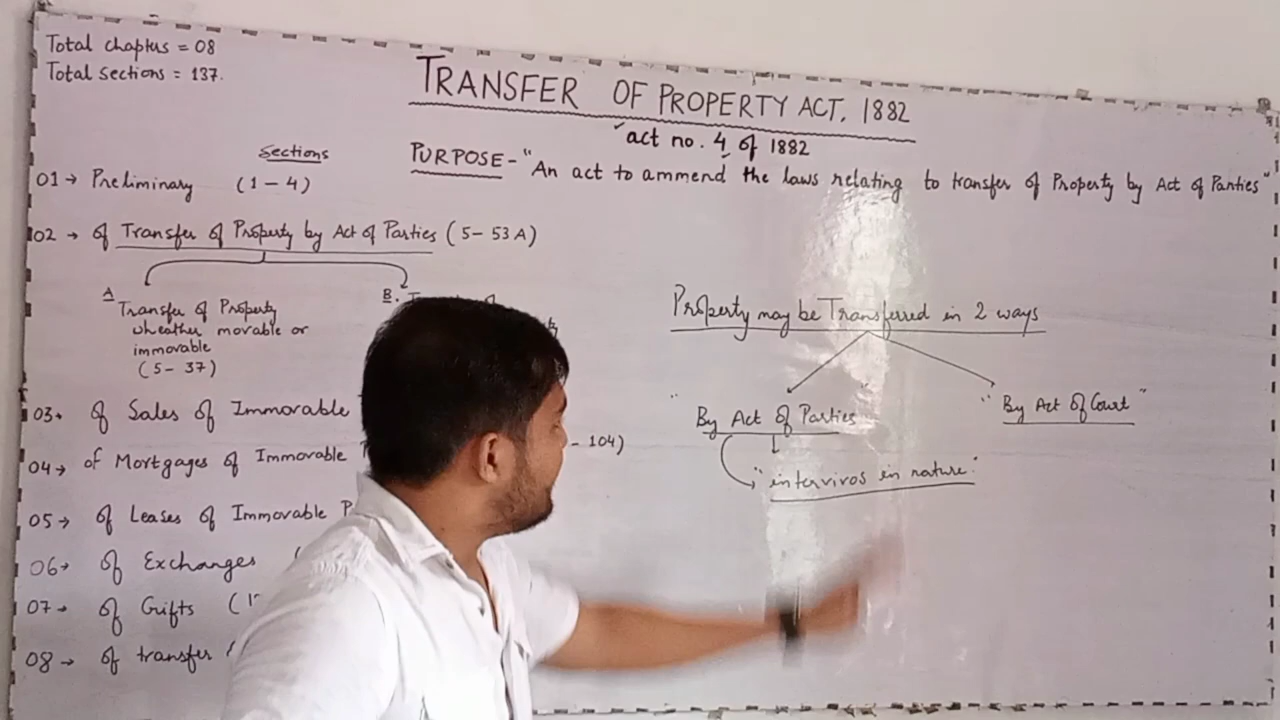 Total chapters = 08
Total sections = 137.
TRANSFER OF PROPERTY ACT, 1882
act no. 4 of 1882
PURPOSE - "An act to ammend the laws relating to transfer of Property by Act of Parties"
Sections
01 → Preliminary (1 – 4)
02 → of Transfer of Property by Act of Parties (5 – 53A)
A Transfer of Property
wheather movable or
immovable
(5 – 37)
B.
03 → of Sales of Immovable
04 → of Mortgages of Immovable – 104)
05 → of Leases of Immovable
06 → of Exchanges (
07 → of Gifts (1
08 → of transfer (
Property may be Transferred in 2 ways
"By Act of Parties"
"By Act of Court"
"intervivos in nature"